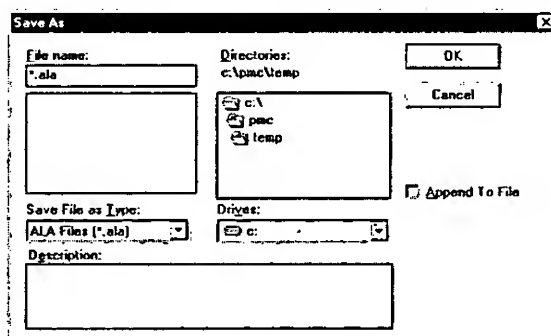 Save As
File name:
*.ala
Directories:
c:\pmc\temp
OK
Cancel
c:\
pmc
temp
Append To File
Save File as Type:
ALA Files (*.ala)
Drives:
c:
Description: